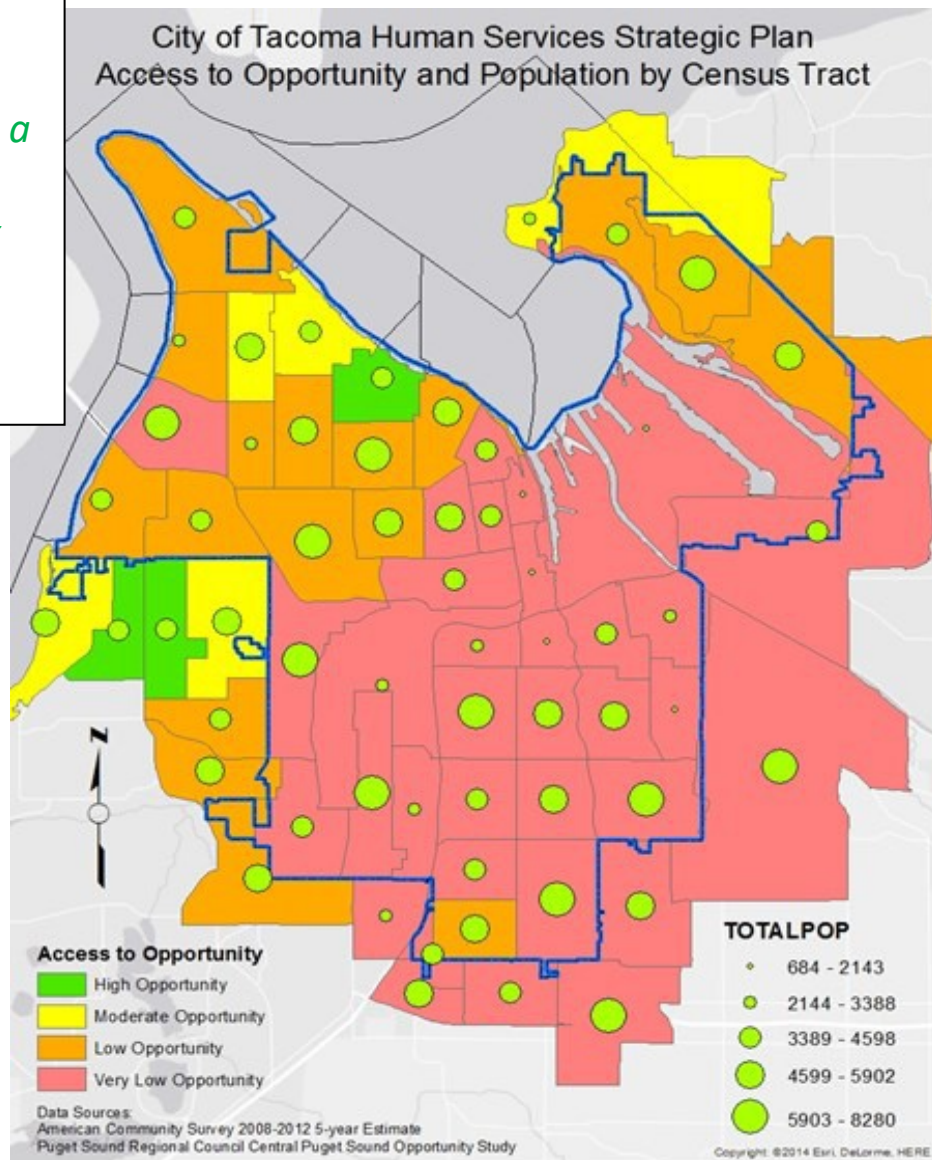 City of Tacoma Human Services Strategic Plan
Access to Opportunity and Population by Census Tract
a
N
Access to Opportunity
High Opportunity
Moderate Opportunity
Low Opportunity
Very Low Opportunity
Data Sources:
American Community Survey 2008-2012 5-year Estimate
Puget Sound Regional Council Central Puget Sound Opportunity Study
TOTALPOP
684 - 2143
2144 - 3388
3389 - 4598
4599 - 5902
5903 - 8280
Copyright: ©2014 Esri, DeLorme, HERE